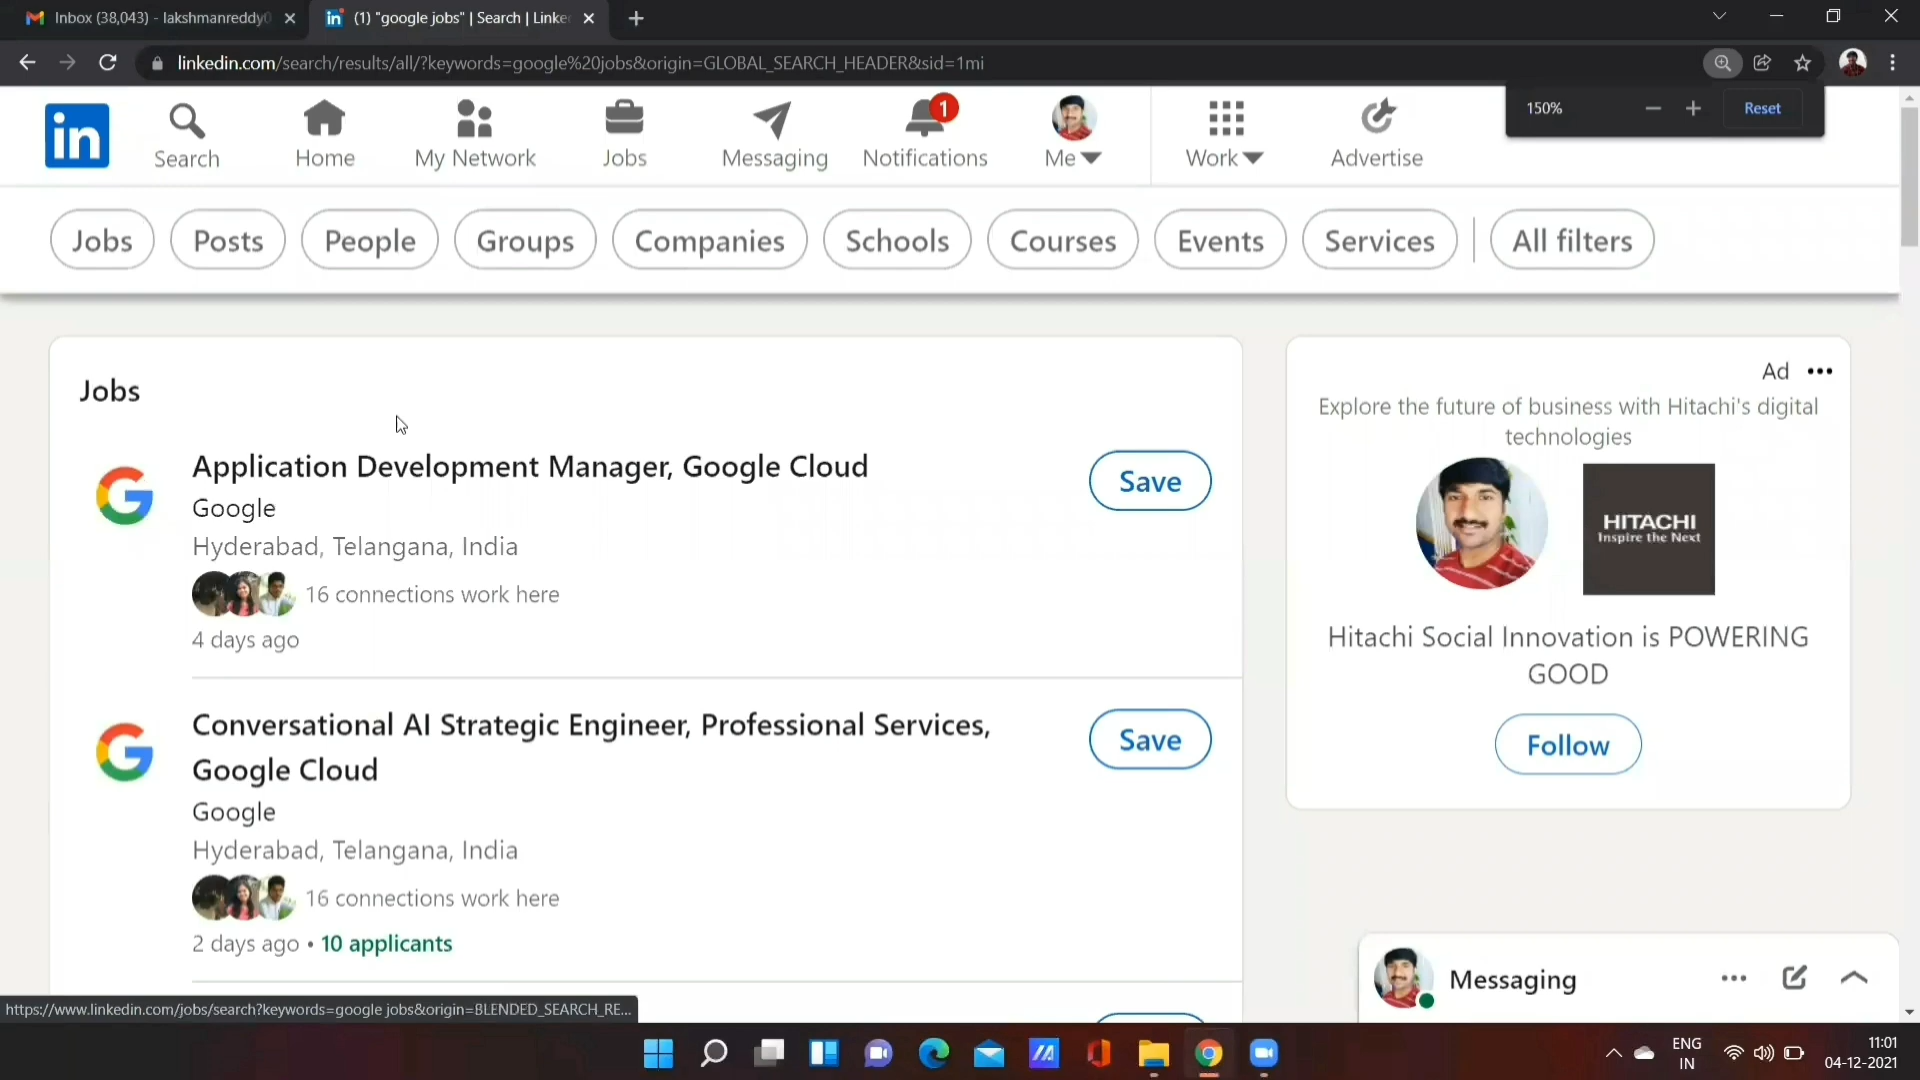 Inbox (38,043) - lakshmanreddy
(1) "google jobs" | Search | Linke
linkedin.com/search/results/all/?keywords=google%20jobs&origin=GLOBAL_SEARCH_HEADER&sid=1mi
150%
Reset
in
1
Search
Home
My Network
Jobs
Messaging
Notifications
Me
Work
Advertise
Jobs
Posts
People
Groups
Companies
Schools
Courses
Events
Services
All filters
Jobs
Application Development Manager, Google Cloud
Google
Hyderabad, Telangana, India
16 connections work here
4 days ago
Save
Conversational AI Strategic Engineer, Professional Services,
Google Cloud
Google
Hyderabad, Telangana, India
16 connections work here
2 days ago • 10 applicants
Save
Ad
Explore the future of business with Hitachi's digital
technologies
HITACHI
Inspire the Next
Hitachi Social Innovation is POWERING
GOOD
Follow
Messaging
https://www.linkedin.com/jobs/search?keywords=google jobs&origin=BLENDED_SEARCH_RE...
ENG
IN
11:01
04-12-2021